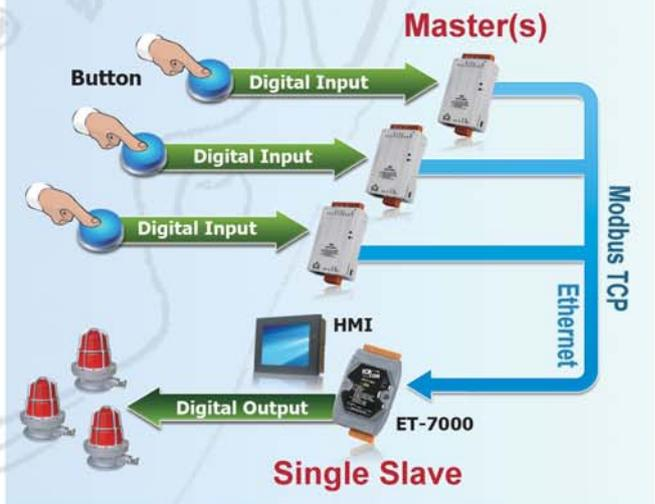 Master(s)
Button
Digital Input
Digital Input
Digital Input
Modbus TCP
Ethernet
HMI
ET-7000
Digital Output
Single Slave